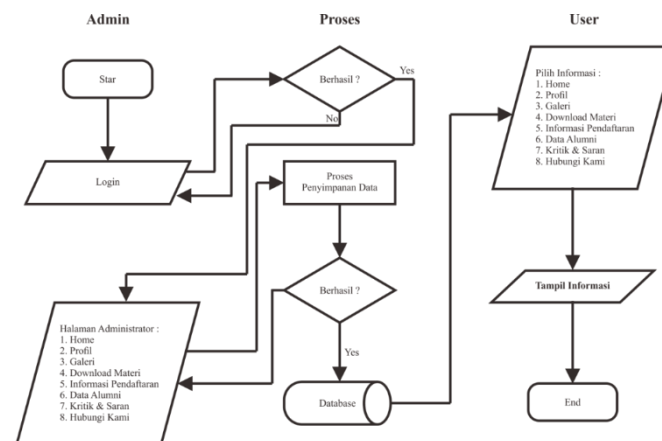 Admin
Proses
User
Star
Berhasil ?
Yes
No
Login
Proses
Penyimpanan Data
Berhasil ?
Yes
Database
Halaman Administrator :
1. Home
2. Profil
3. Galeri
4. Download Materi
5. Informasi Pendaftaran
6. Data Alumni
7. Kritik & Saran
8. Hubungi Kami
Pilih Informasi :
1. Home
2. Profil
3. Galeri
4. Download Materi
5. Informasi Pendaftaran
6. Data Alumni
7. Kritik & Saran
8. Hubungi Kami
Tampil Informasi
End